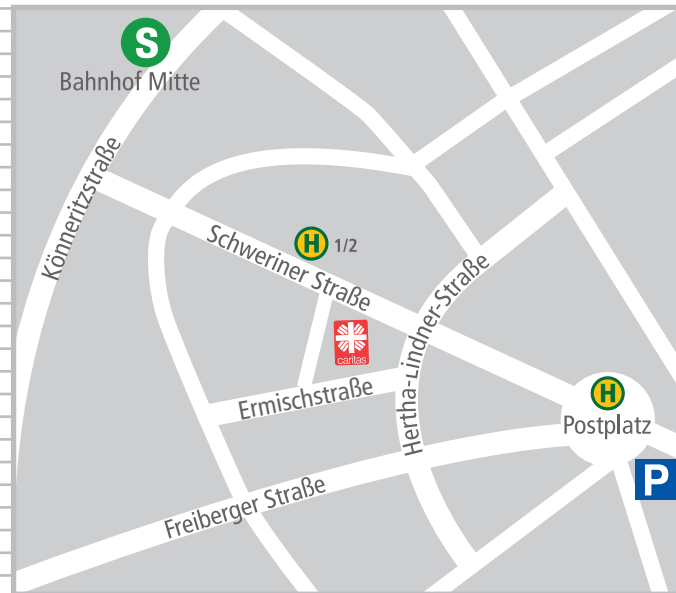 S
Bahnhof Mitte
Könneritzstraße
H 1/2
Schweriner Straße
caritas
Hertha-Lindner-Straße
Ermischstraße
H
Postplatz
P
Freiberger Straße